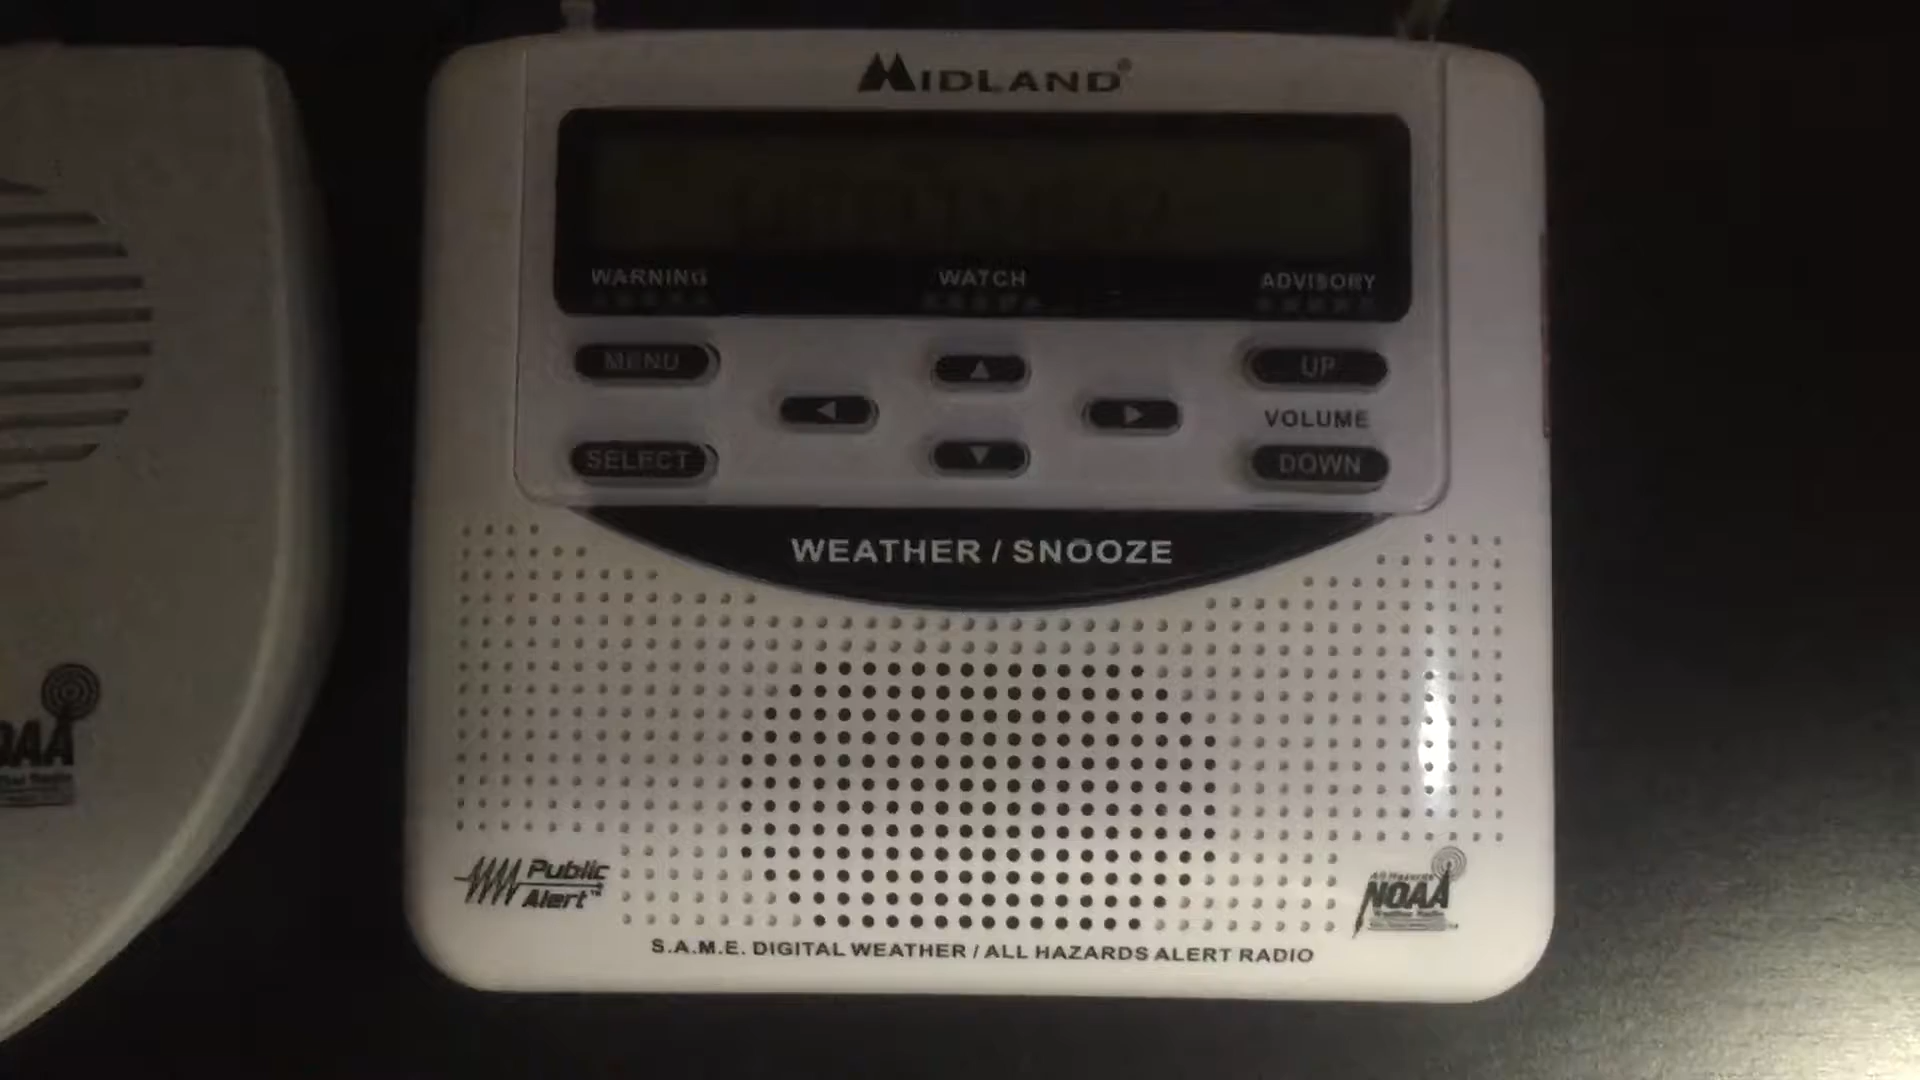 MIDLAND®
WARNING WATCH ADVISORY
MENU ▲ UP
◀ ▶ VOLUME
SELECT ▼ DOWN
WEATHER / SNOOZE
Public
Alert™
NOAA
S.A.M.E. DIGITAL WEATHER / ALL HAZARDS ALERT RADIO